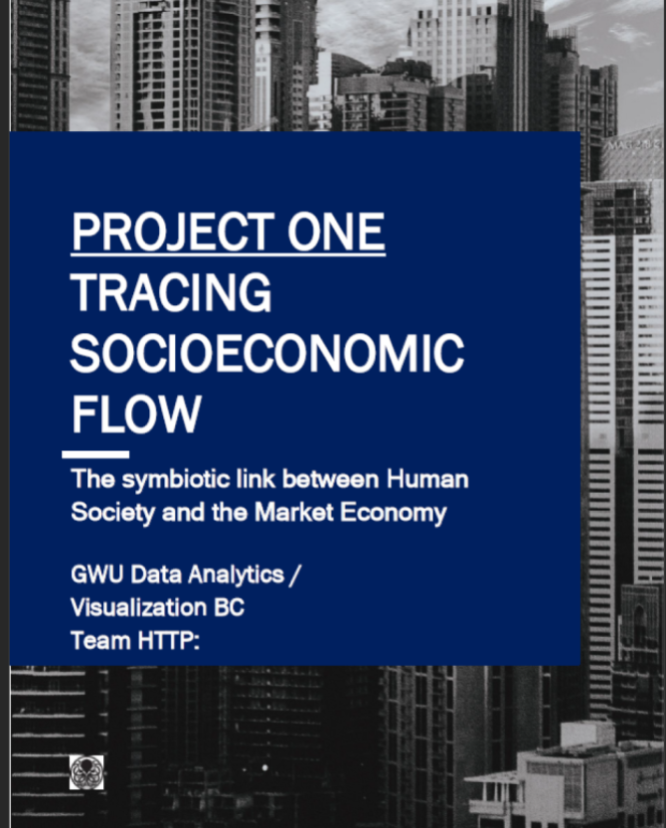 PROJECT ONE
TRACING
SOCIOECONOMIC
FLOW
The symbiotic link between Human
Society and the Market Economy
GWU Data Analytics /
Visualization BC
Team HTTP: